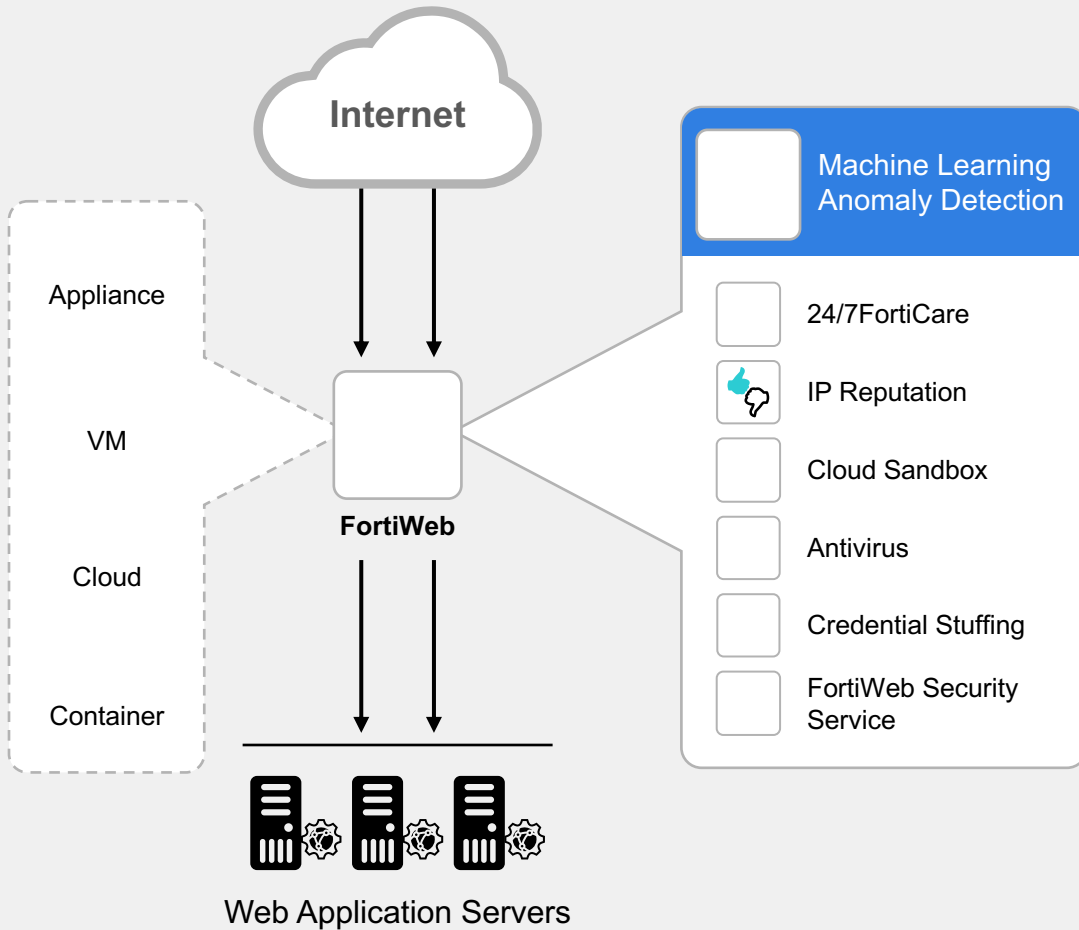 Internet
Machine Learning
Anomaly Detection
Appliance
VM
Cloud
Container
FortiWeb
24/7FortiCare
IP Reputation
Cloud Sandbox
Antivirus
Credential Stuffing
FortiWeb Security
Service
Web Application Servers